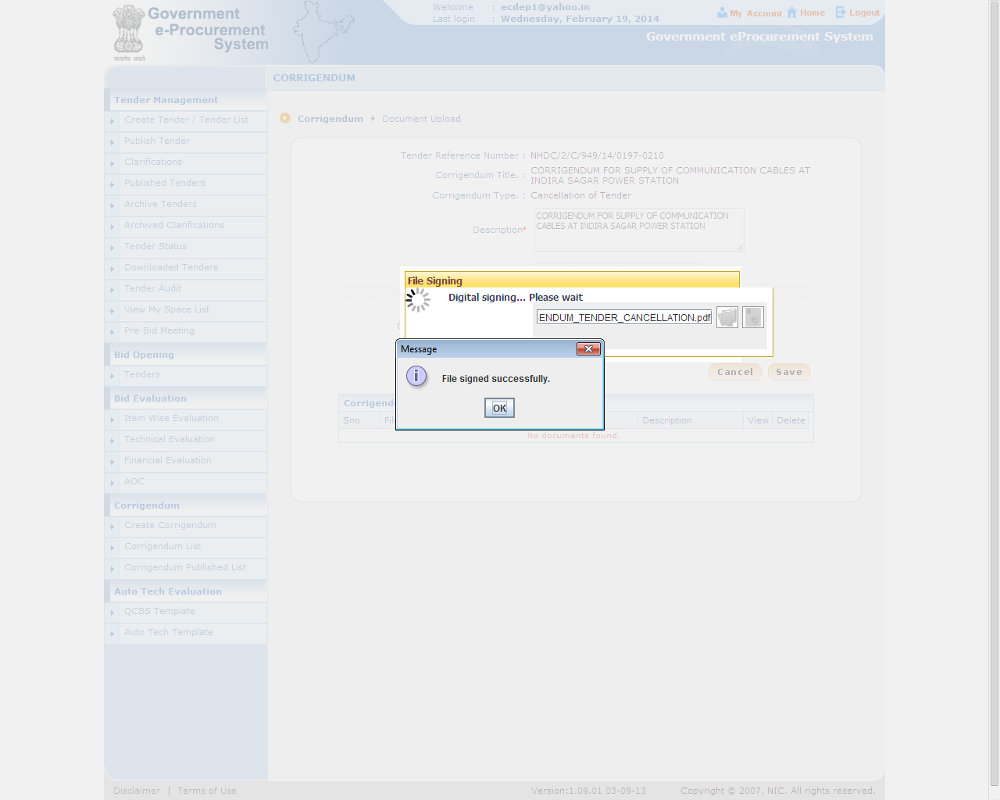 Government
e-Procurement
System
सत्यमेव जयते
Welcome : ecdep1@yahoo.in
Last login : Wednesday, February 19, 2014
My Account Home Logout
Government eProcurement System
CORRIGENDUM
Tender Management
Create Tender / Tender List
Publish Tender
Clarifications
Published Tenders
Archive Tenders
Archived Clarifications
Tender Status
Downloaded Tenders
Tender Audit
View My Space List
Pre-Bid Meeting
Bid Opening
Tenders
Bid Evaluation
Item Wise Evaluation
Technical Evaluation
Financial Evaluation
AOC
Corrigendum
Create Corrigendum
Corrigendum List
Corrigendum Published List
Auto Tech Evaluation
QCBS Template
Auto Tech Template
Corrigendum Document Upload
Tender Reference Number : NHDC/2/C/949/14/0197-0210
Corrigendum Title. : CORRIGENDUM FOR SUPPLY OF COMMUNICATION CABLES AT
INDIRA SAGAR POWER STATION
Corrigendum Type. : Cancellation of Tender
Description* CORRIGENDUM FOR SUPPLY OF COMMUNICATION
CABLES AT INDIRA SAGAR POWER STATION
File Signing
Digital signing... Please wait
ENDUM_TENDER_CANCELLATION.pdf
Message
File signed successfully.
OK
Cancel Save
Corrigend
Sno Fil Description View Delete
No documents found.
Disclaimer | Terms of Use
Version:1.09.01 03-09-13
Copyright © 2007, NIC. All rights reserved.